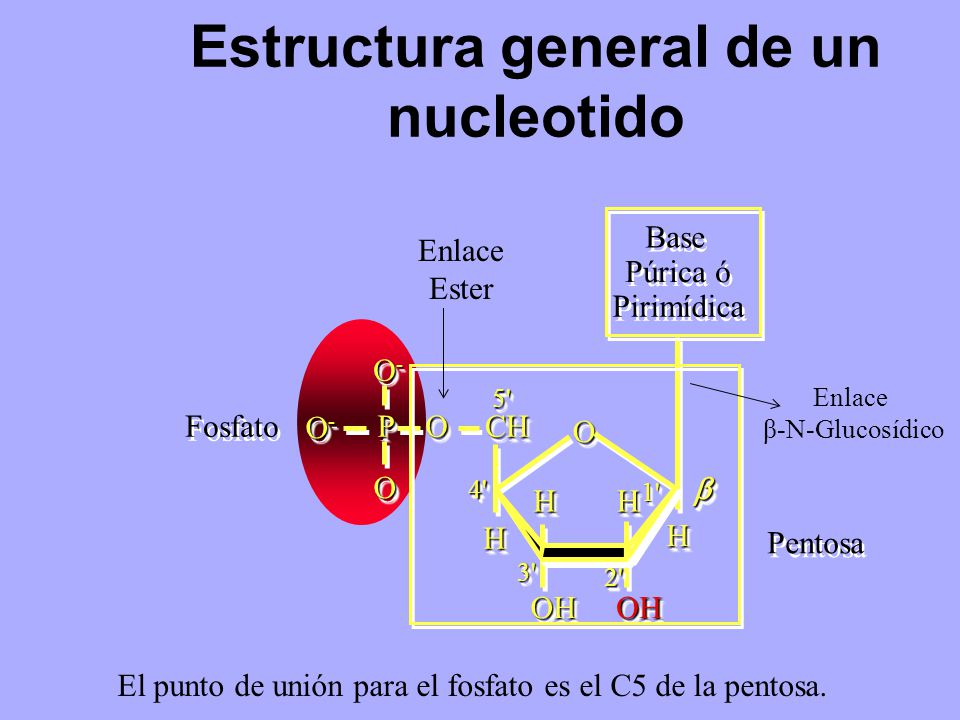 Estructura general de un
nucleotido
Base
Púrica ó
Pirimídica
Enlace
Ester
O-
5'
Enlace
β-N-Glucosídico
Fosfato
O- P O CH O
O 4' H H 1' β
H H
Pentosa
3' 2'
OH OH
El punto de unión para el fosfato es el C5 de la pentosa.